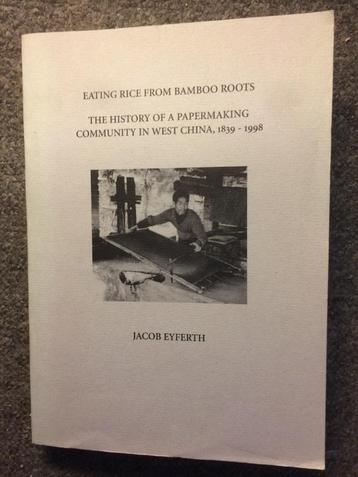 EATING RICE FROM BAMBOO ROOTS
THE HISTORY OF A PAPERMAKING
COMMUNITY IN WEST CHINA, 1839 - 1998
JACOB EYFERTH